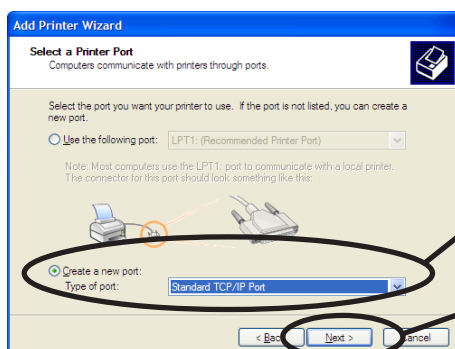 Add Printer Wizard
Select a Printer Port
Computers communicate with printers through ports.
Select the port you want your printer to use. If the port is not listed, you can create a
new port.
Use the following port: LPT1: (Recommended Printer Port)
Note: Most computers use the LPT1: port to communicate with a local printer.
The connector for this port should look something like this:
Create a new port:
Type of port: Standard TCP/IP Port
< Bac Next > ancel